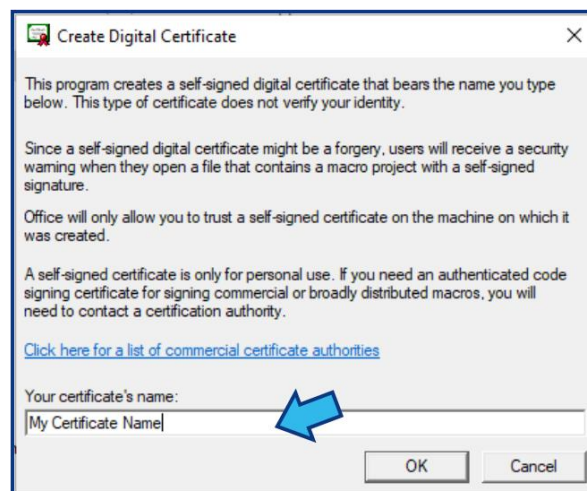 Create Digital Certificate
This program creates a self-signed digital certificate that bears the name you type
below. This type of certificate does not verify your identity.
Since a self-signed digital certificate might be a forgery, users will receive a security
warning when they open a file that contains a macro project with a self-signed
signature.
Office will only allow you to trust a self-signed certificate on the machine on which it
was created.
A self-signed certificate is only for personal use. If you need an authenticated code
signing certificate for signing commercial or broadly distributed macros, you will
need to contact a certification authority.
Click here for a list of commercial certificate authorities
Your certificate's name:
My Certificate Name
OK Cancel